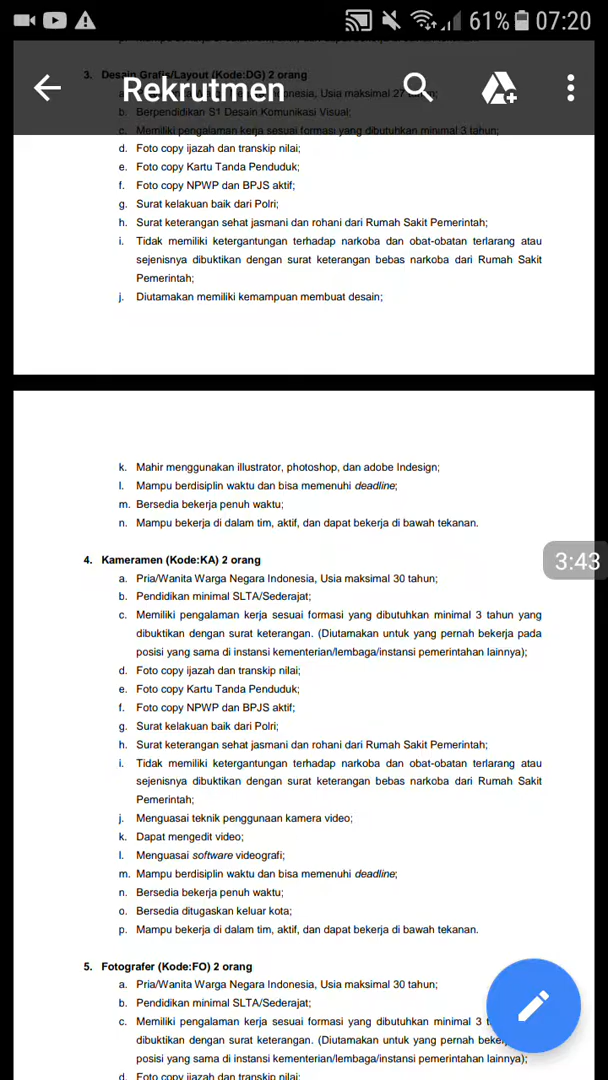 61% 07:20
Rekrutmen
3. Desain Grafis/Layout (Kode:DG) 2 orang
Indonesia, Usia maksimal 27
b. Berpendidikan S1 Desain Komunikasi Visual;
c. Memiliki pengalaman kerja sesuai formasi yang dibutuhkan minimal 3 tahun;
d. Foto copy ijazah dan transkip nilai;
e. Foto copy Kartu Tanda Penduduk;
f. Foto copy NPWP dan BPJS aktif;
g. Surat kelakuan baik dari Polri;
h. Surat keterangan sehat jasmani dan rohani dari Rumah Sakit Pemerintah;
i. Tidak memiliki ketergantungan terhadap narkoba dan obat-obatan terlarang atau
sejenisnya dibuktikan dengan surat keterangan bebas narkoba dari Rumah Sakit
Pemerintah;
j. Diutamakan memiliki kemampuan membuat desain;
k. Mahir menggunakan illustrator, photoshop, dan adobe Indesign;
l. Mampu berdisiplin waktu dan bisa memenuhi deadline;
m. Bersedia bekerja penuh waktu;
n. Mampu bekerja di dalam tim, aktif, dan dapat bekerja di bawah tekanan.
3:43
4. Kameramen (Kode:KA) 2 orang
a. Pria/Wanita Warga Negara Indonesia, Usia maksimal 30 tahun;
b. Pendidikan minimal SLTA/Sederajat;
c. Memiliki pengalaman kerja sesuai formasi yang dibutuhkan minimal 3 tahun yang
dibuktikan dengan surat keterangan. (Diutamakan untuk yang pernah bekerja pada
posisi yang sama di instansi kementerian/lembaga/instansi pemerintahan lainnya);
d. Foto copy ijazah dan transkip nilai;
e. Foto copy Kartu Tanda Penduduk;
f. Foto copy NPWP dan BPJS aktif;
g. Surat kelakuan baik dari Polri;
h. Surat keterangan sehat jasmani dan rohani dari Rumah Sakit Pemerintah;
i. Tidak memiliki ketergantungan terhadap narkoba dan obat-obatan terlarang atau
sejenisnya dibuktikan dengan surat keterangan bebas narkoba dari Rumah Sakit
Pemerintah;
j. Menguasai teknik penggunaan kamera video;
k. Dapat mengedit video;
l. Menguasai software videografi;
m. Mampu berdisiplin waktu dan bisa memenuhi deadline;
n. Bersedia bekerja penuh waktu;
o. Bersedia ditugaskan keluar kota;
p. Mampu bekerja di dalam tim, aktif, dan dapat bekerja di bawah tekanan.
5. Fotografer (Kode:FO) 2 orang
a. Pria/Wanita Warga Negara Indonesia, Usia maksimal 30 tahun;
b. Pendidikan minimal SLTA/Sederajat;
c. Memiliki pengalaman kerja sesuai formasi yang dibutuhkan minimal 3
dibuktikan dengan surat keterangan. (Diutamakan untuk yang pernah
posisi yang sama di instansi kementerian/lembaga/instansi pemerintahan lainnya);
d. Foto copy ijazah dan transkip nilai;